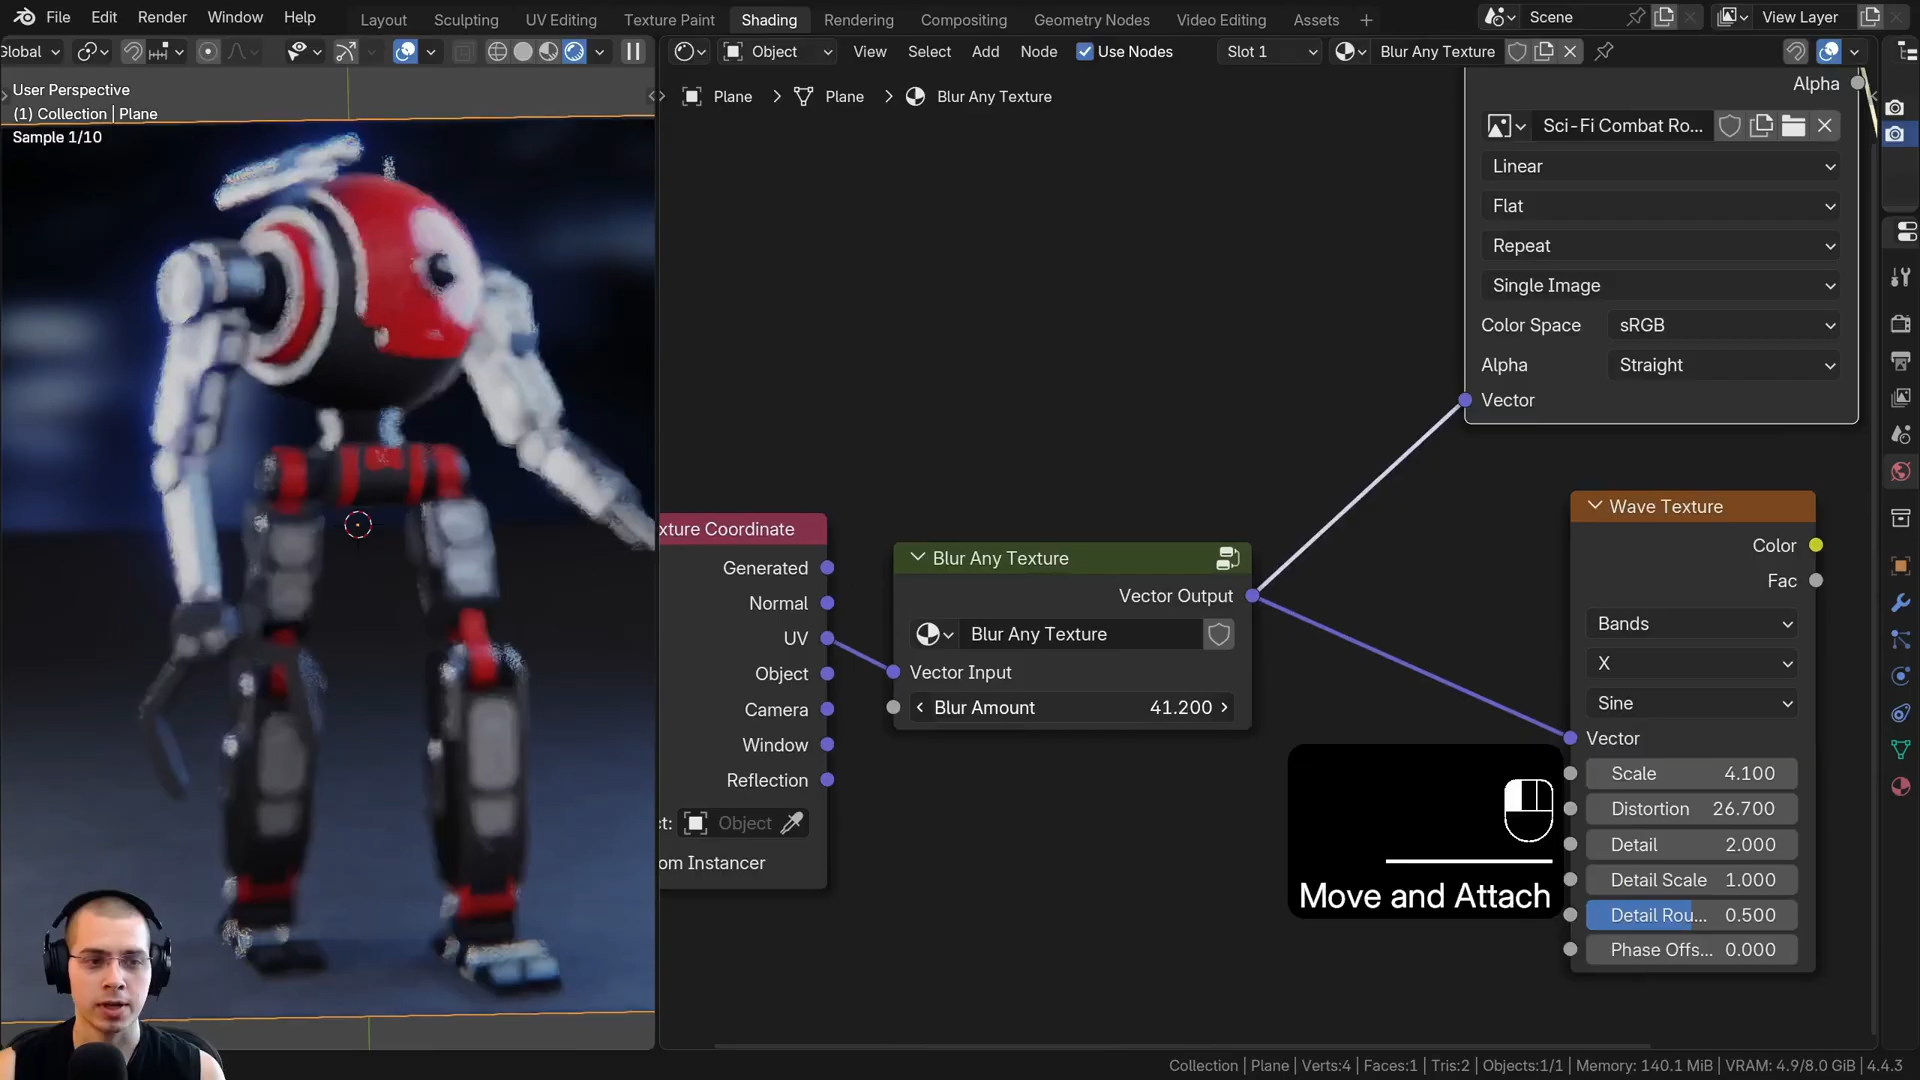 File Edit Render Window Help Layout Sculpting UV Editing Texture Paint Shading Rendering Compositing Geometry Nodes Video Editing Assets + Scene View Layer
Global Object View Select Add Node Use Nodes Slot 1 Blur Any Texture
User Perspective
(1) Collection | Plane
Sample 1/10
Plane > Plane > Blur Any Texture
Alpha
Sci-Fi Combat Ro...
Linear
Flat
Repeat
Single Image
Color Space sRGB
Alpha Straight
Vector
xture Coordinate
Generated
Normal
UV
Object
Camera
Window
Reflection
ct: Object
om Instancer
Blur Any Texture
Vector Output
Blur Any Texture
Vector Input
Blur Amount 41.200
Wave Texture
Color
Fac
Bands
X
Sine
Vector
Scale 4.100
Distortion 26.700
Detail 2.000
Detail Scale 1.000
Detail Rou... 0.500
Phase Offs... 0.000
Move and Attach
Collection | Plane | Verts:4 | Faces:1 | Tris:2 | Objects:1/1 | Memory: 140.1 MiB | VRAM: 4.9/8.0 GiB | 4.4.3